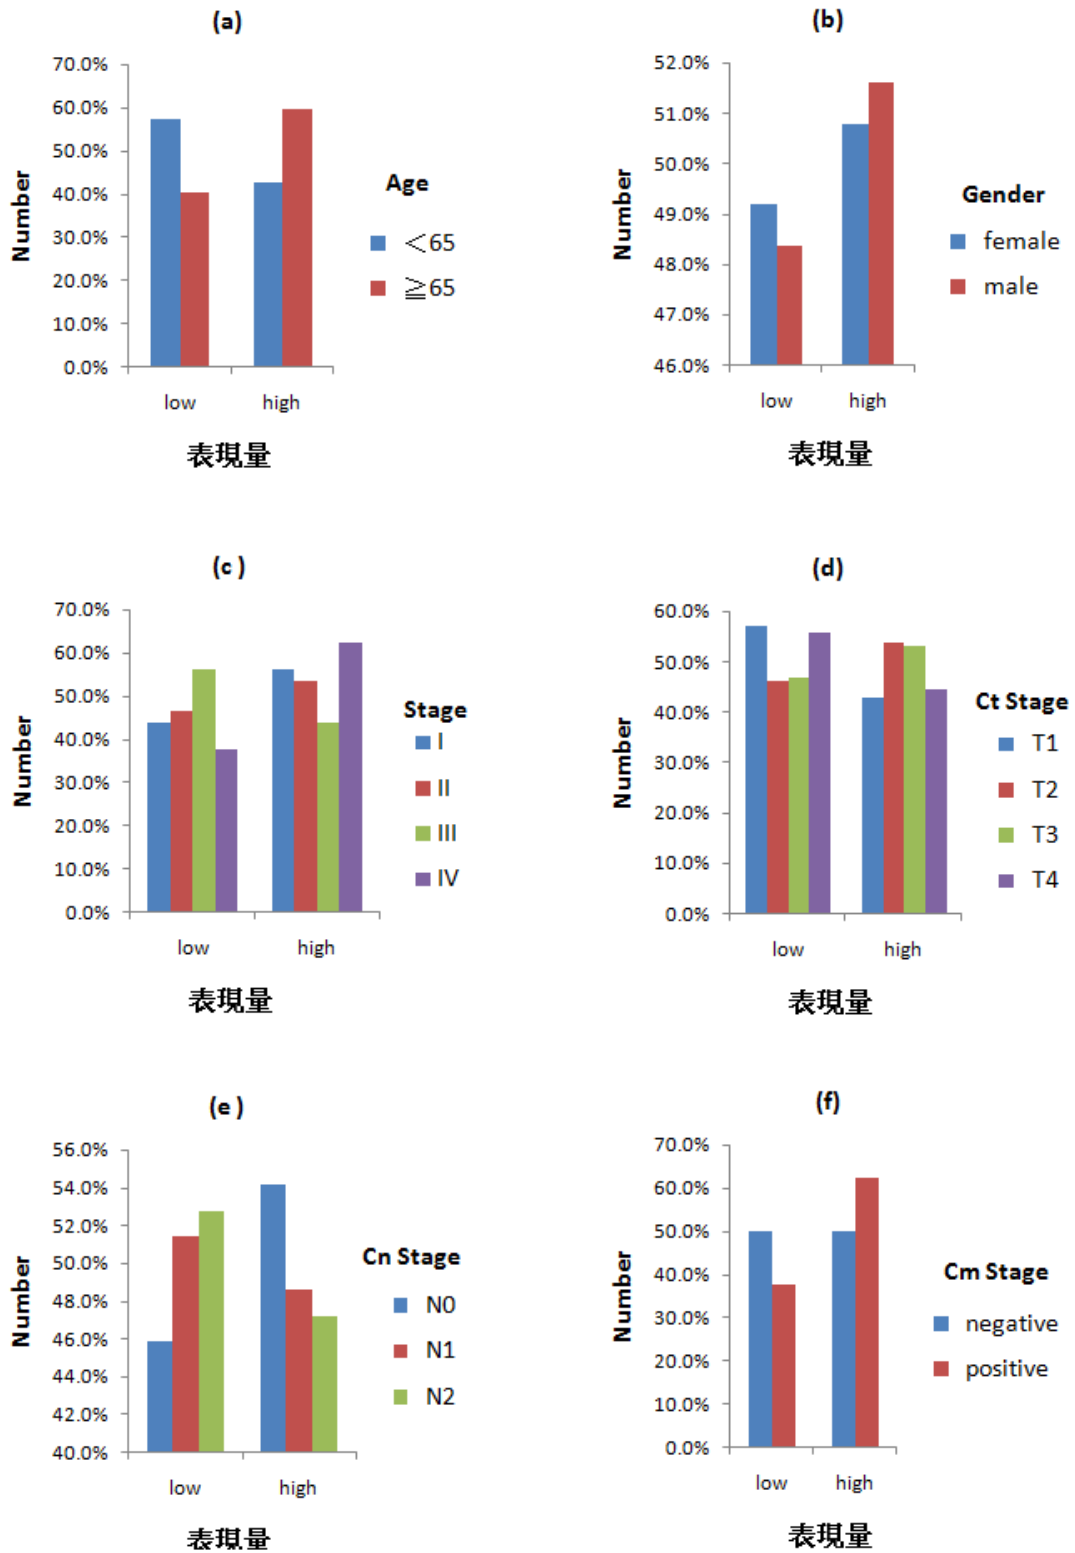 (a)
70.0%
60.0%
50.0%
40.0%
30.0%
20.0%
10.0%
0.0%
Number
low high
表現量
Age
<65
≧65
(b)
52.0%
51.0%
50.0%
49.0%
48.0%
47.0%
46.0%
Number
low high
表現量
Gender
female
male
(c )
70.0%
60.0%
50.0%
40.0%
30.0%
20.0%
10.0%
0.0%
Number
low high
表現量
Stage
I
II
III
IV
(d)
60.0%
50.0%
40.0%
30.0%
20.0%
10.0%
0.0%
Number
low high
表現量
Ct Stage
T1
T2
T3
T4
(e )
56.0%
54.0%
52.0%
50.0%
48.0%
46.0%
44.0%
42.0%
40.0%
Number
low high
表現量
Cn Stage
N0
N1
N2
(f)
70.0%
60.0%
50.0%
40.0%
30.0%
20.0%
10.0%
0.0%
Number
low high
表現量
Cm Stage
negative
positive